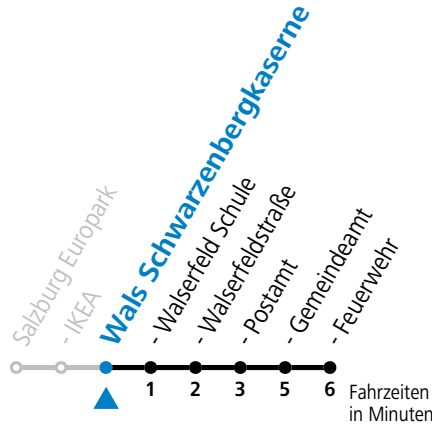 Salzburg Europark
- IKEA
Wals Schwarzenbergkaserne
- Walserfeld Schule
- Walserfeldstraße
- Postamt
- Gemeindeamt
- Feuerwehr
1 2 3 5 6
Fahrzeiten
in Minuten